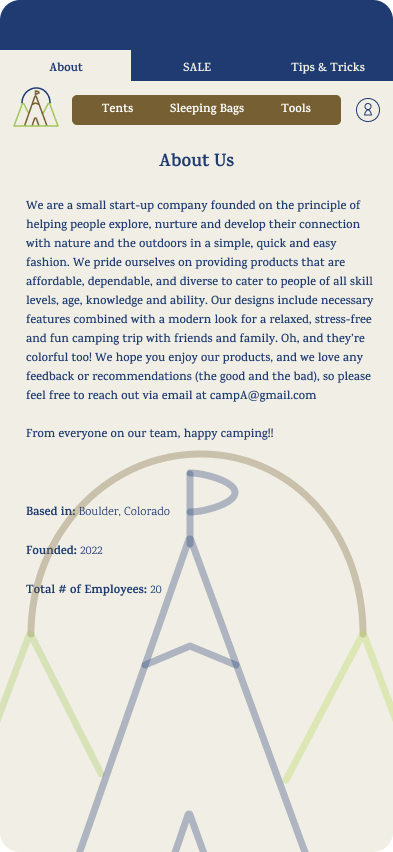 About SALE Tips & Tricks
Tents Sleeping Bags Tools
About Us
We are a small start-up company founded on the principle of
helping people explore, nurture and develop their connection
with nature and the outdoors in a simple, quick and easy
fashion. We pride ourselves on providing products that are
affordable, dependable, and diverse to cater to people of all skill
levels, age, knowledge and ability. Our designs include necessary
features combined with a modern look for a relaxed, stress-free
and fun camping trip with friends and family. Oh, and they're
colorful too! We hope you enjoy our products, and we love any
feedback or recommendations (the good and the bad), so please
feel free to reach out via email at campA@gmail.com
From everyone on our team, happy camping!!
Based in: Boulder, Colorado
Founded: 2022
Total # of Employees: 20